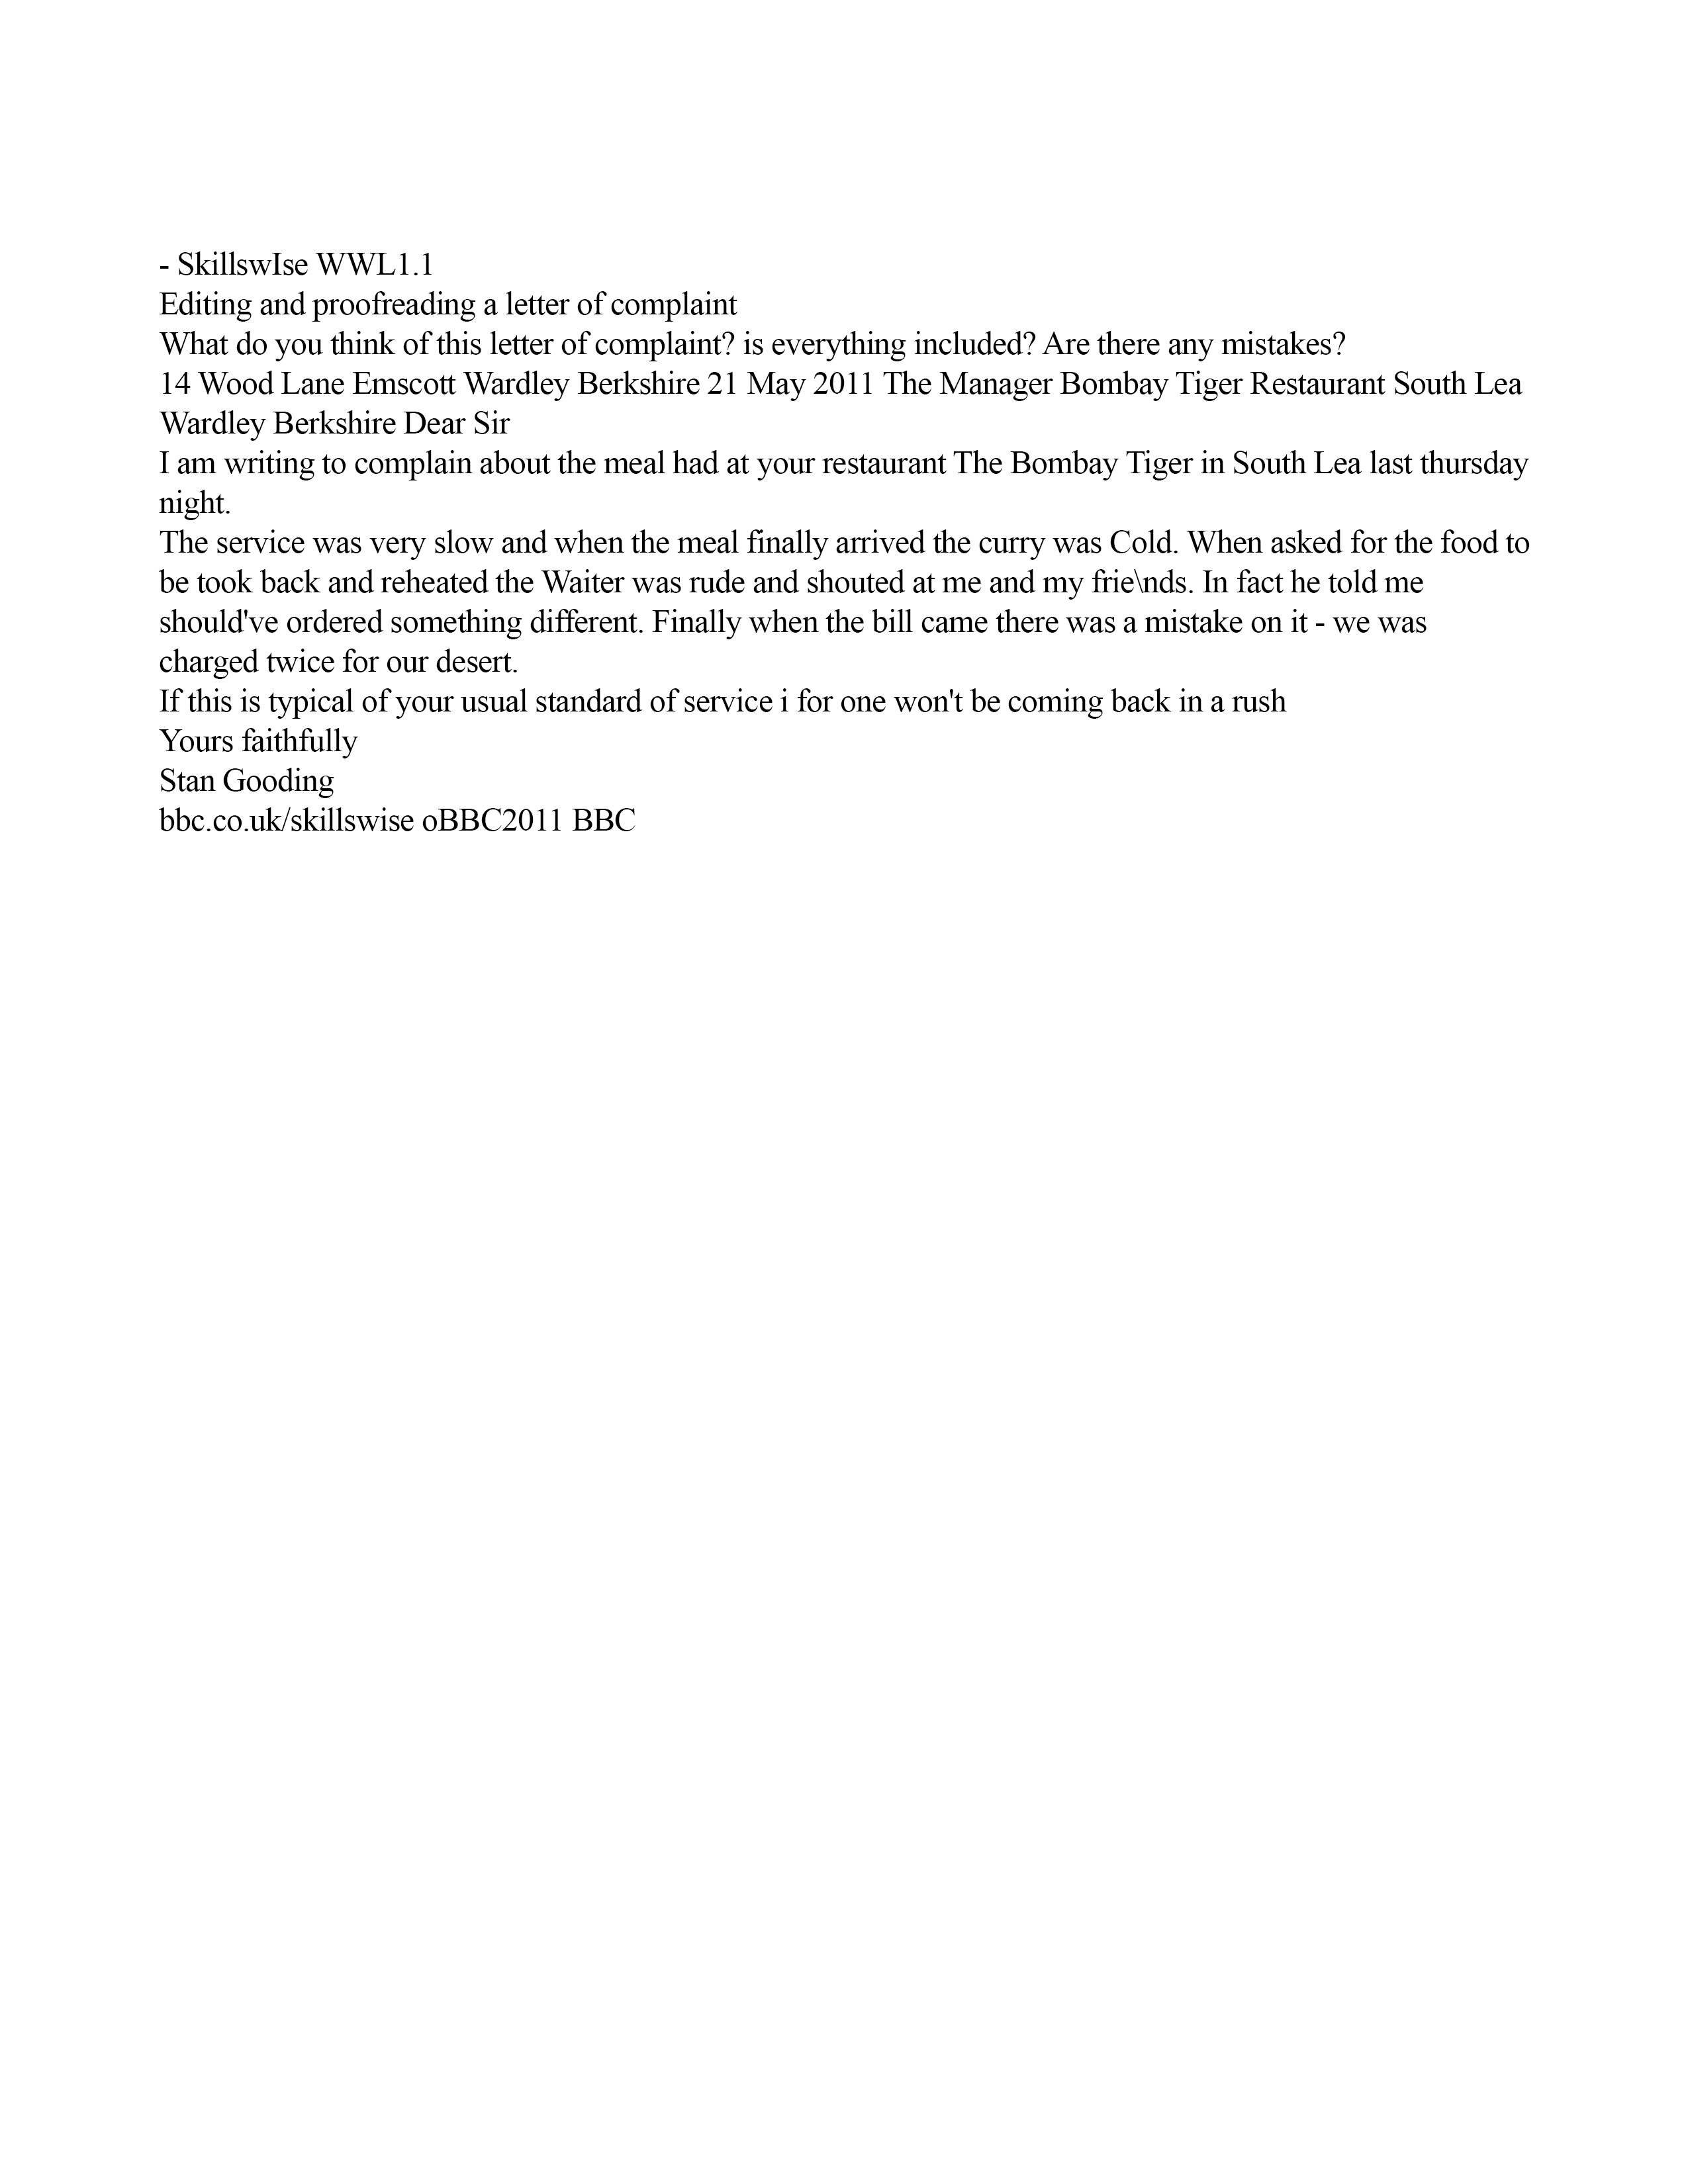 - SkillswIse WWL1.1
Editing and proofreading a letter of complaint
What do you think of this letter of complaint? is everything included? Are there any mistakes?
14 Wood Lane Emscott Wardley Berkshire 21 May 2011 The Manager Bombay Tiger Restaurant South Lea
Wardley Berkshire Dear Sir
I am writing to complain about the meal had at your restaurant The Bombay Tiger in South Lea last thursday
night.
The service was very slow and when the meal finally arrived the curry was Cold. When asked for the food to
be took back and reheated the Waiter was rude and shouted at me and my frie\nds. In fact he told me
should've ordered something different. Finally when the bill came there was a mistake on it - we was
charged twice for our desert.
If this is typical of your usual standard of service i for one won't be coming back in a rush
Yours faithfully
Stan Gooding
bbc.co.uk/skillswise oBBC2011 BBC